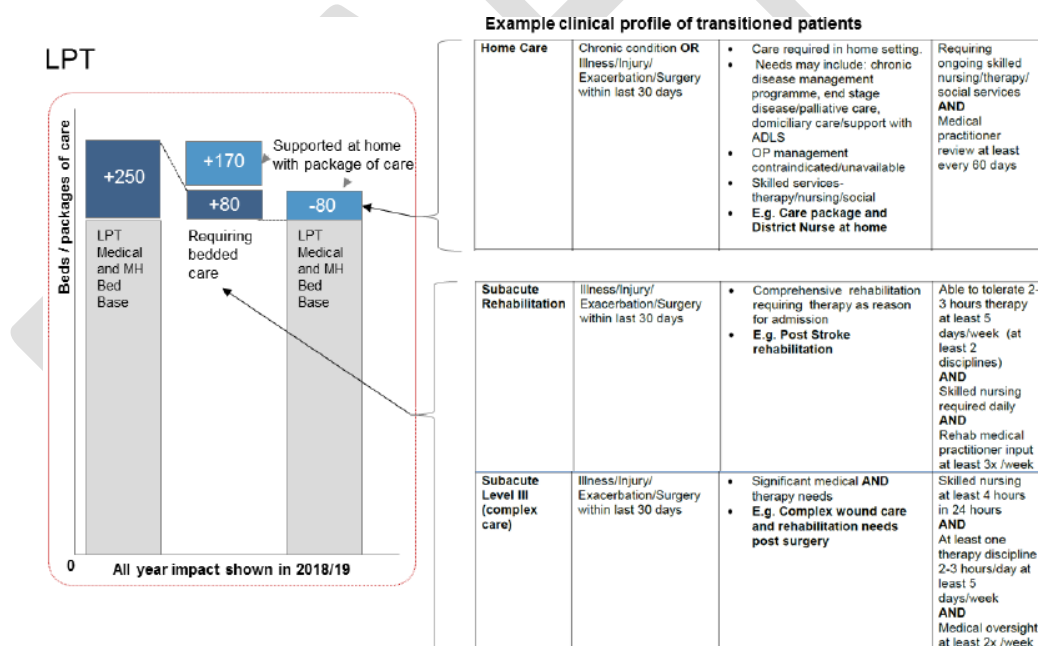 Example clinical profile of transitioned patients
LPT
Beds / packages of care
+250
+170
+80
-80
Supported at home
with package of care
LPT
Medical
and MH
Bed
Base
Requiring
bedded
care
LPT
Medical
and MH
Bed
Base
0
All year impact shown in 2018/19
Home Care
Chronic condition OR
Illness/Injury/
Exacerbation/Surgery
within last 30 days
• Care required in home setting.
• Needs may include: chronic
disease management
programme, end stage
disease/palliative care,
domiciliary care/support with
ADLS
• OP management
contraindicated/unavailable
• Skilled services-
therapy/nursing/social
• E.g. Care package and
District Nurse at home
Requiring
ongoing skilled
nursing/therapy/
social services
AND
Medical
practitioner
review at least
every 60 days
Subacute
Rehabilitation
Illness/Injury/
Exacerbation/Surgery
within last 30 days
• Comprehensive rehabilitation
requiring therapy as reason
for admission
• E.g. Post Stroke
rehabilitation
Able to tolerate 2-
3 hours therapy
at least 5
days/week (at
least 2
disciplines)
AND
Skilled nursing
required daily
AND
Rehab medical
practitioner input
at least 3x /week
Subacute
Level III
(complex
care)
Illness/Injury/
Exacerbation/Surgery
within last 30 days
• Significant medical AND
therapy needs
• E.g. Complex wound care
and rehabilitation needs
post surgery
Skilled nursing
at least 4 hours
in 24 hours
AND
At least one
therapy discipline
2-3 hours/day at
least 5
days/week
AND
Medical oversight
at least 2x /week